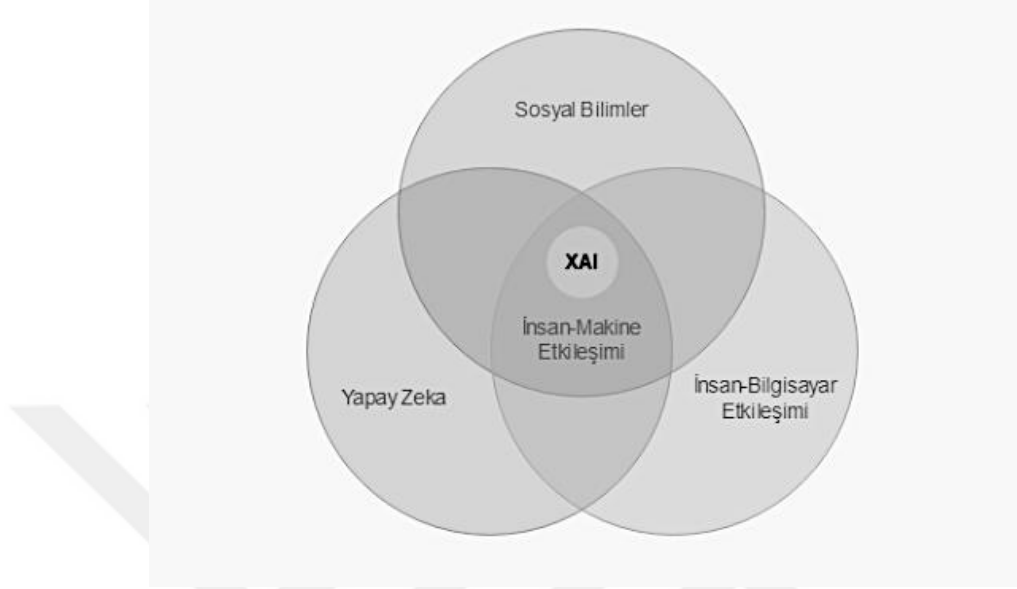 Sosyal Bilimler
XAI
İnsan-Makine
Etkileşimi
Yapay Zeka
İnsan-Bilgisayar
Etkileşimi